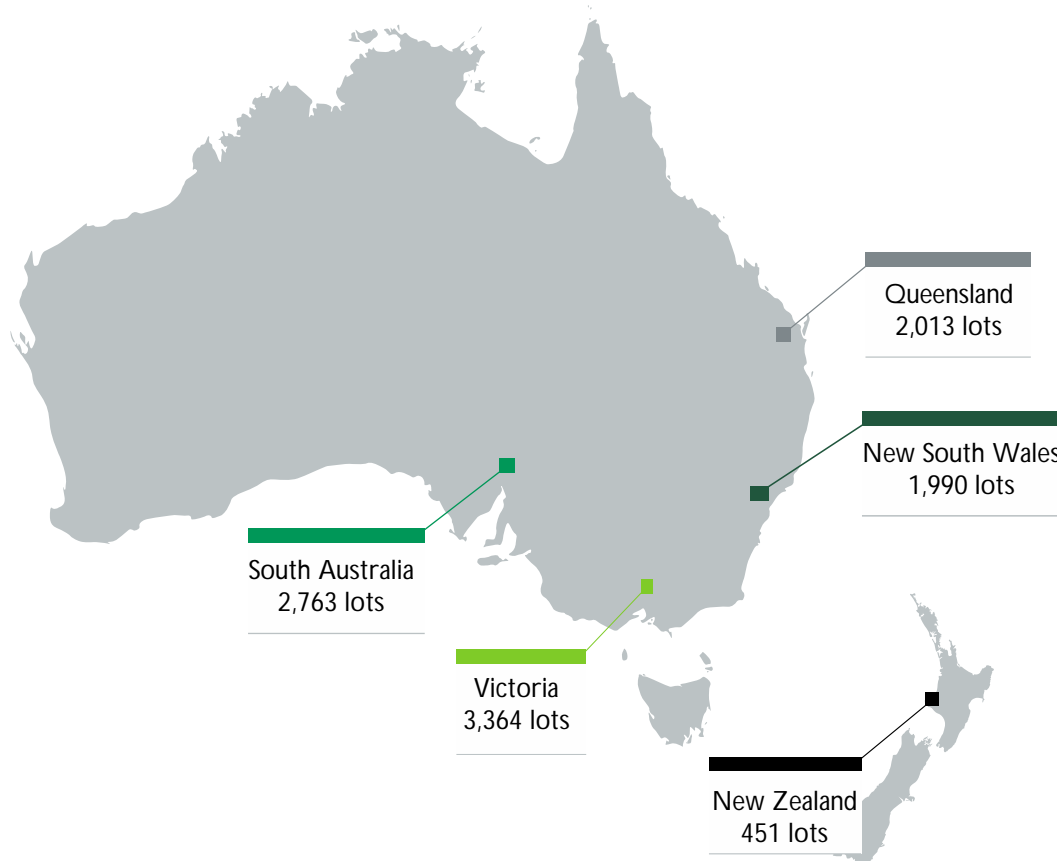 Queensland
2,013 lots
New South Wales
1,990 lots
South Australia
2,763 lots
Victoria
3,364 lots
New Zealand
451 lots